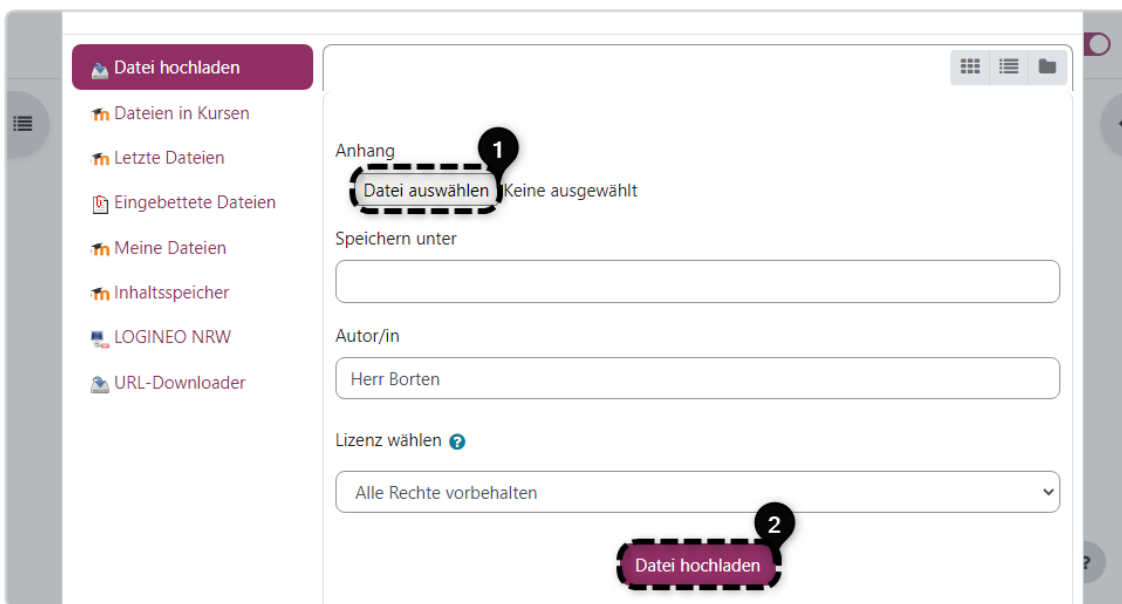 Datei hochladen
Dateien in Kursen
Letzte Dateien
Eingebettete Dateien
Meine Dateien
Inhaltsspeicher
LOGINEO NRW
URL-Downloader
Anhang
1
Datei auswählen Keine ausgewählt
Speichern unter
Autor/in
Herr Borten
Lizenz wählen ?
Alle Rechte vorbehalten
2
Datei hochladen
?